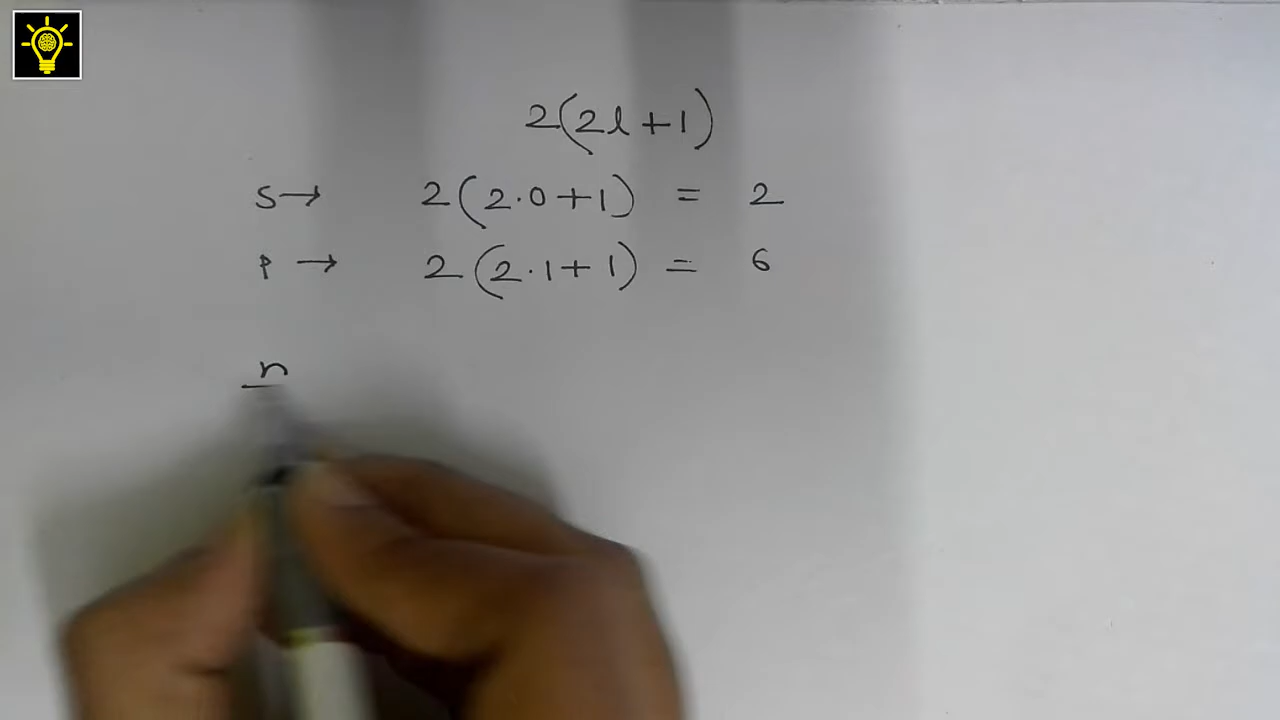 2(2l+1)
S→ 2(2·0+1) = 2
P → 2(2·1+1) = 6
n